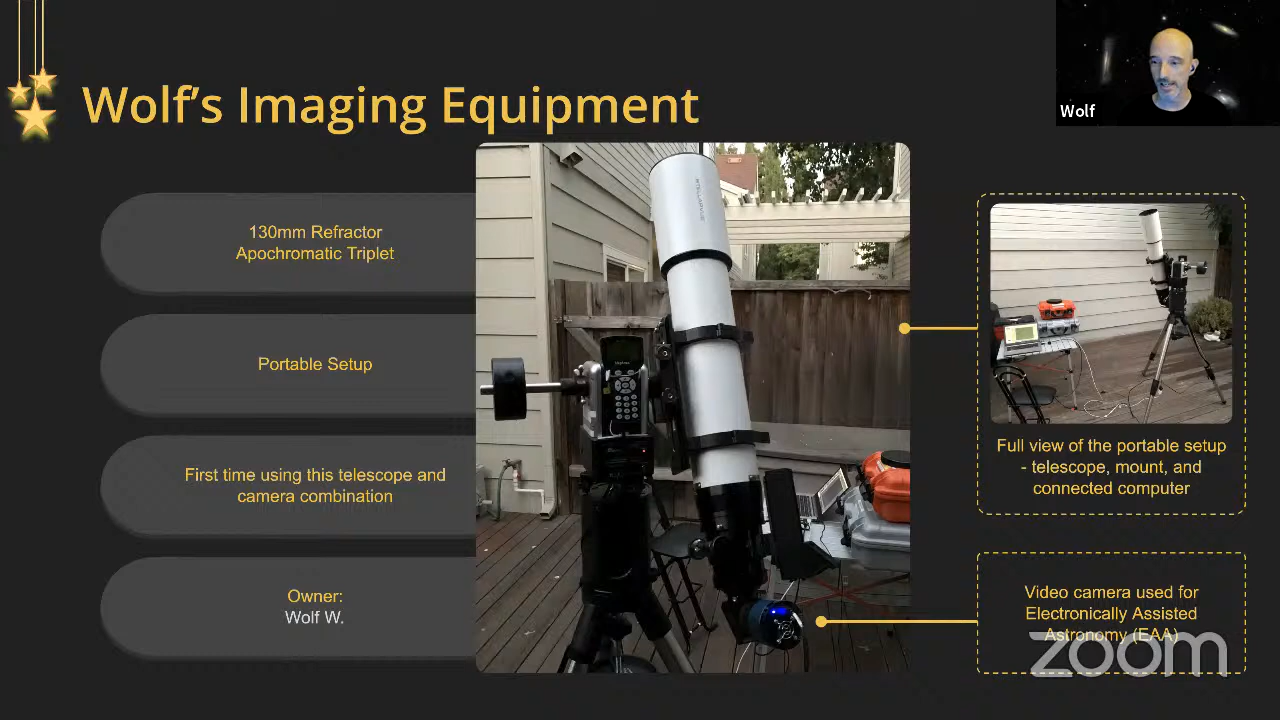 Wolf's Imaging Equipment
Wolf
130mm Refractor
Apochromatic Triplet
Portable Setup
First time using this telescope and
camera combination
Owner:
Wolf W.
STELLARVUE
Full view of the portable setup
- telescope, mount, and
connected computer
Video camera used for
Electronically Assisted
Astronomy (EAA)
zoom